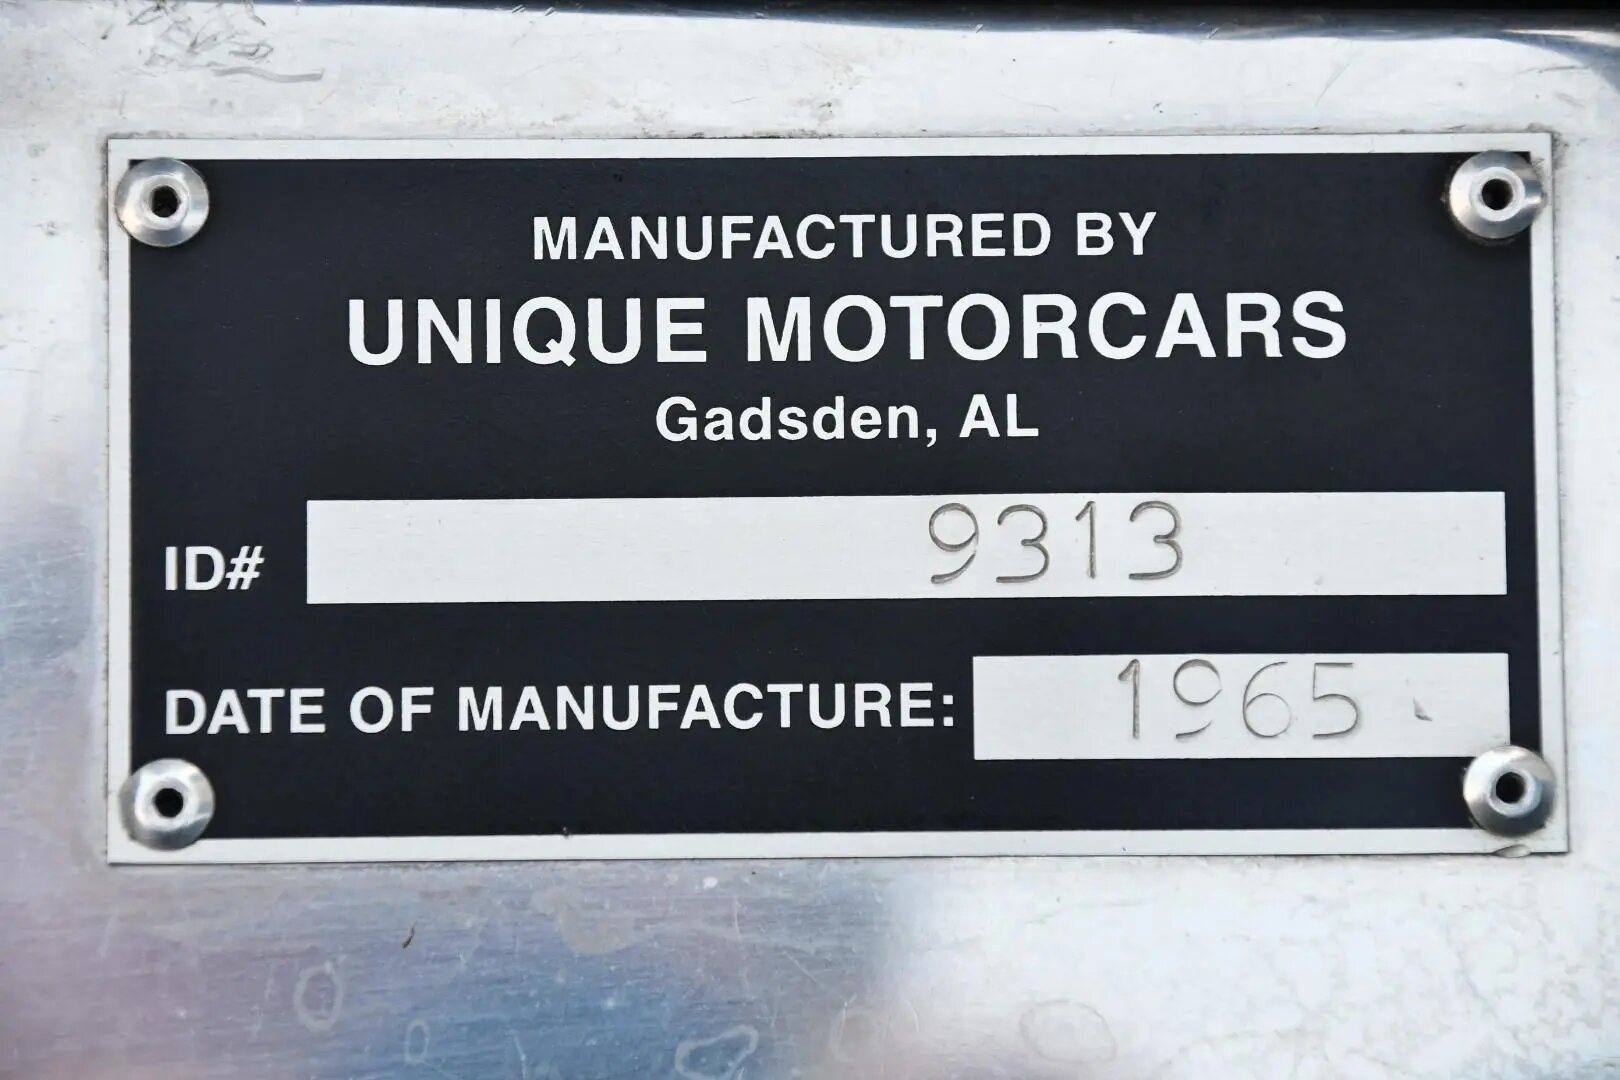 MANUFACTURED BY
UNIQUE MOTORCARS
Gadsden, AL
ID# 9313
DATE OF MANUFACTURE: 1965